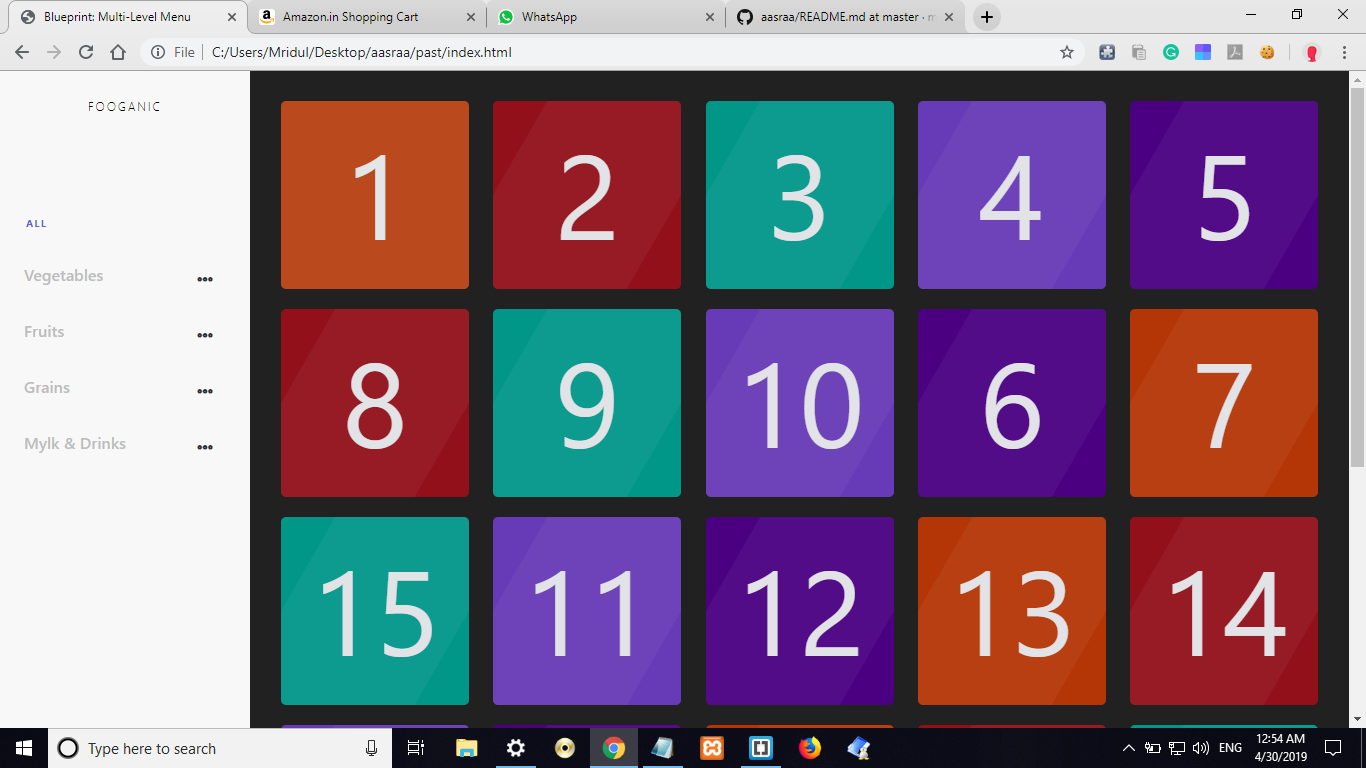 Blueprint: Multi-Level Menu
Amazon.in Shopping Cart
WhatsApp
aasraa/README.md at master · m
File
C:/Users/Mridul/Desktop/aasraa/past/index.html
FOOGANIC
ALL
Vegetables
Fruits
Grains
Mylk & Drinks
1 2 3 4 5
8 9 10 6 7
15 11 12 13 14
Type here to search
ENG
12:54 AM
4/30/2019